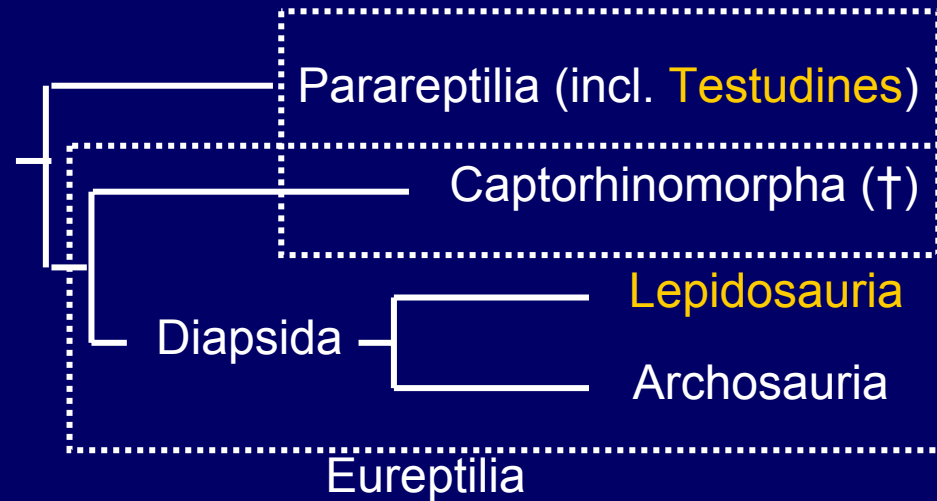 Parareptilia (incl. Testudines)
Captorhinomorpha (†)
Lepidosauria
Diapsida
Archosauria
Eureptilia